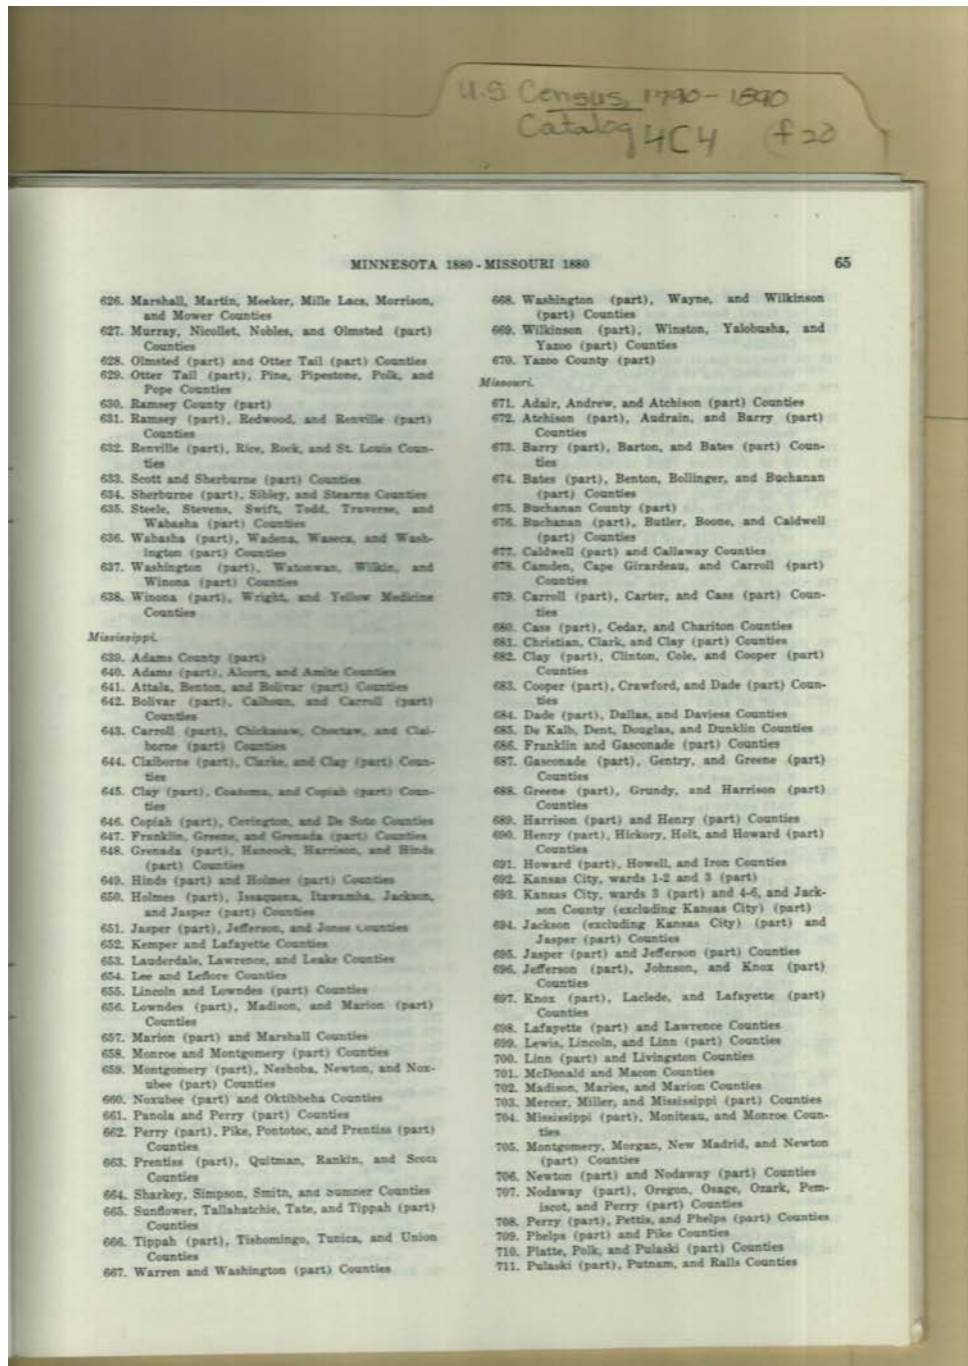 U.S. Census, 1790-1890
Catalog 4C4 (f 20
MINNESOTA 1880-MISSOURI 1880 65
626. Marshall, Martin, Meeker, Mille Lacs, Morrison,
and Mower Counties
627. Murray, Nicollet, Nobles, and Olmsted (part)
Counties
628. Olmsted (part) and Otter Tail (part) Counties
629. Otter Tail (part), Pine, Pipestone, Polk, and
Pope Counties
630. Ramsey County (part)
631. Ramsey (part), Redwood, and Renville (part)
Counties
632. Renville (part), Rice, Rock, and St. Louis Coun-
ties
633. Scott and Sherburne (part) Counties
634. Sherburne (part), Sibley, and Stearns Counties
635. Steele, Stevens, Swift, Todd, Traverse, and
Wabasha (part) Counties
636. Wabasha (part), Wadena, Waseca, and Wash-
ington (part) Counties
637. Washington (part), Watonwan, Wilkin, and
Winona (part) Counties
638. Winona (part), Wright, and Yellow Medicine
Counties
Mississippi.
639. Adams County (part)
640. Adams (part), Alcorn, and Amite Counties
641. Attala, Benton, and Bolivar (part) Counties
642. Bolivar (part), Calhoun, and Carroll (part)
Counties
643. Carroll (part), Chickasaw, Choctaw, and Clai-
borne (part) Counties
644. Claiborne (part), Clarke, and Clay (part) Coun-
ties
645. Clay (part), Coahoma, and Copiah (part) Coun-
ties
646. Copiah (part), Covington, and De Soto Counties
647. Franklin, Greene, and Grenada (part) Counties
648. Grenada (part), Hancock, Harrison, and Hinds
(part) Counties
649. Hinds (part) and Holmes (part) Counties
650. Holmes (part), Issaquena, Itawamba, Jackson,
and Jasper (part) Counties
651. Jasper (part), Jefferson, and Jones Counties
652. Kemper and Lafayette Counties
653. Lauderdale, Lawrence, and Leake Counties
654. Lee and Leflore Counties
655. Lincoln and Lowndes (part) Counties
656. Lowndes (part), Madison, and Marion (part)
Counties
657. Marion (part) and Marshall Counties
658. Monroe and Montgomery (part) Counties
659. Montgomery (part), Neshoba, Newton, and Nox-
ubee (part) Counties
660. Noxubee (part) and Oktibbeha Counties
661. Panola and Perry (part) Counties
662. Perry (part), Pike, Pontotoc, and Prentiss (part)
Counties
663. Prentiss (part), Quitman, Rankin, and Scott
Counties
664. Sharkey, Simpson, Smith, and Sumner Counties
665. Sunflower, Tallahatchie, Tate, and Tippah (part)
Counties
666. Tippah (part), Tishomingo, Tunica, and Union
Counties
667. Warren and Washington (part) Counties
668. Washington (part), Wayne, and Wilkinson
(part) Counties
669. Wilkinson (part), Winston, Yalobusha, and
Yazoo (part) Counties
670. Yazoo County (part)
Missouri.
671. Adair, Andrew, and Atchison (part) Counties
672. Atchison (part), Audrain, and Barry (part)
Counties
673. Barry (part), Barton, and Bates (part) Coun-
ties
674. Bates (part), Benton, Bollinger, and Buchanan
(part) Counties
675. Buchanan County (part)
676. Buchanan (part), Butler, Boone, and Caldwell
(part) Counties
677. Caldwell (part) and Callaway Counties
678. Camden, Cape Girardeau, and Carroll (part)
Counties
679. Carroll (part), Carter, and Cass (part) Coun-
ties
680. Cass (part), Cedar, and Chariton Counties
681. Christian, Clark, and Clay (part) Counties
682. Clay (part), Clinton, Cole, and Cooper (part)
Counties
683. Cooper (part), Crawford, and Dade (part) Coun-
ties
684. Dade (part), Dallas, and Daviess Counties
685. De Kalb, Dent, Douglas, and Dunklin Counties
686. Franklin and Gasconade (part) Counties
687. Gasconade (part), Gentry, and Greene (part)
Counties
688. Greene (part), Grundy, and Harrison (part)
Counties
689. Harrison (part) and Henry (part) Counties
690. Henry (part), Hickory, Holt, and Howard (part)
Counties
691. Howard (part), Howell, and Iron Counties
692. Kansas City, wards 1-2 and 3 (part)
693. Kansas City, wards 3 (part) and 4-6, and Jack-
son County (excluding Kansas City) (part)
694. Jackson (excluding Kansas City) (part) and
Jasper (part) Counties
695. Jasper (part) and Jefferson (part) Counties
696. Jefferson (part), Johnson, and Knox (part)
Counties
697. Knox (part), Laclede, and Lafayette (part)
Counties
698. Lafayette (part) and Lawrence Counties
699. Lewis, Lincoln, and Linn (part) Counties
700. Linn (part) and Livingston Counties
701. McDonald and Macon Counties
702. Madison, Maries, and Marion Counties
703. Mercer, Miller, and Mississippi (part) Counties
704. Mississippi (part), Moniteau, and Monroe Coun-
ties
705. Montgomery, Morgan, New Madrid, and Newton
(part) Counties
706. Newton (part) and Nodaway (part) Counties
707. Nodaway (part), Oregon, Osage, Ozark, Pem-
iscot, and Perry (part) Counties
708. Perry (part), Pettis, and Phelps (part) Counties
709. Phelps (part) and Pike Counties
710. Platte, Polk, and Pulaski (part) Counties
711. Pulaski (part), Putnam, and Ralls Counties